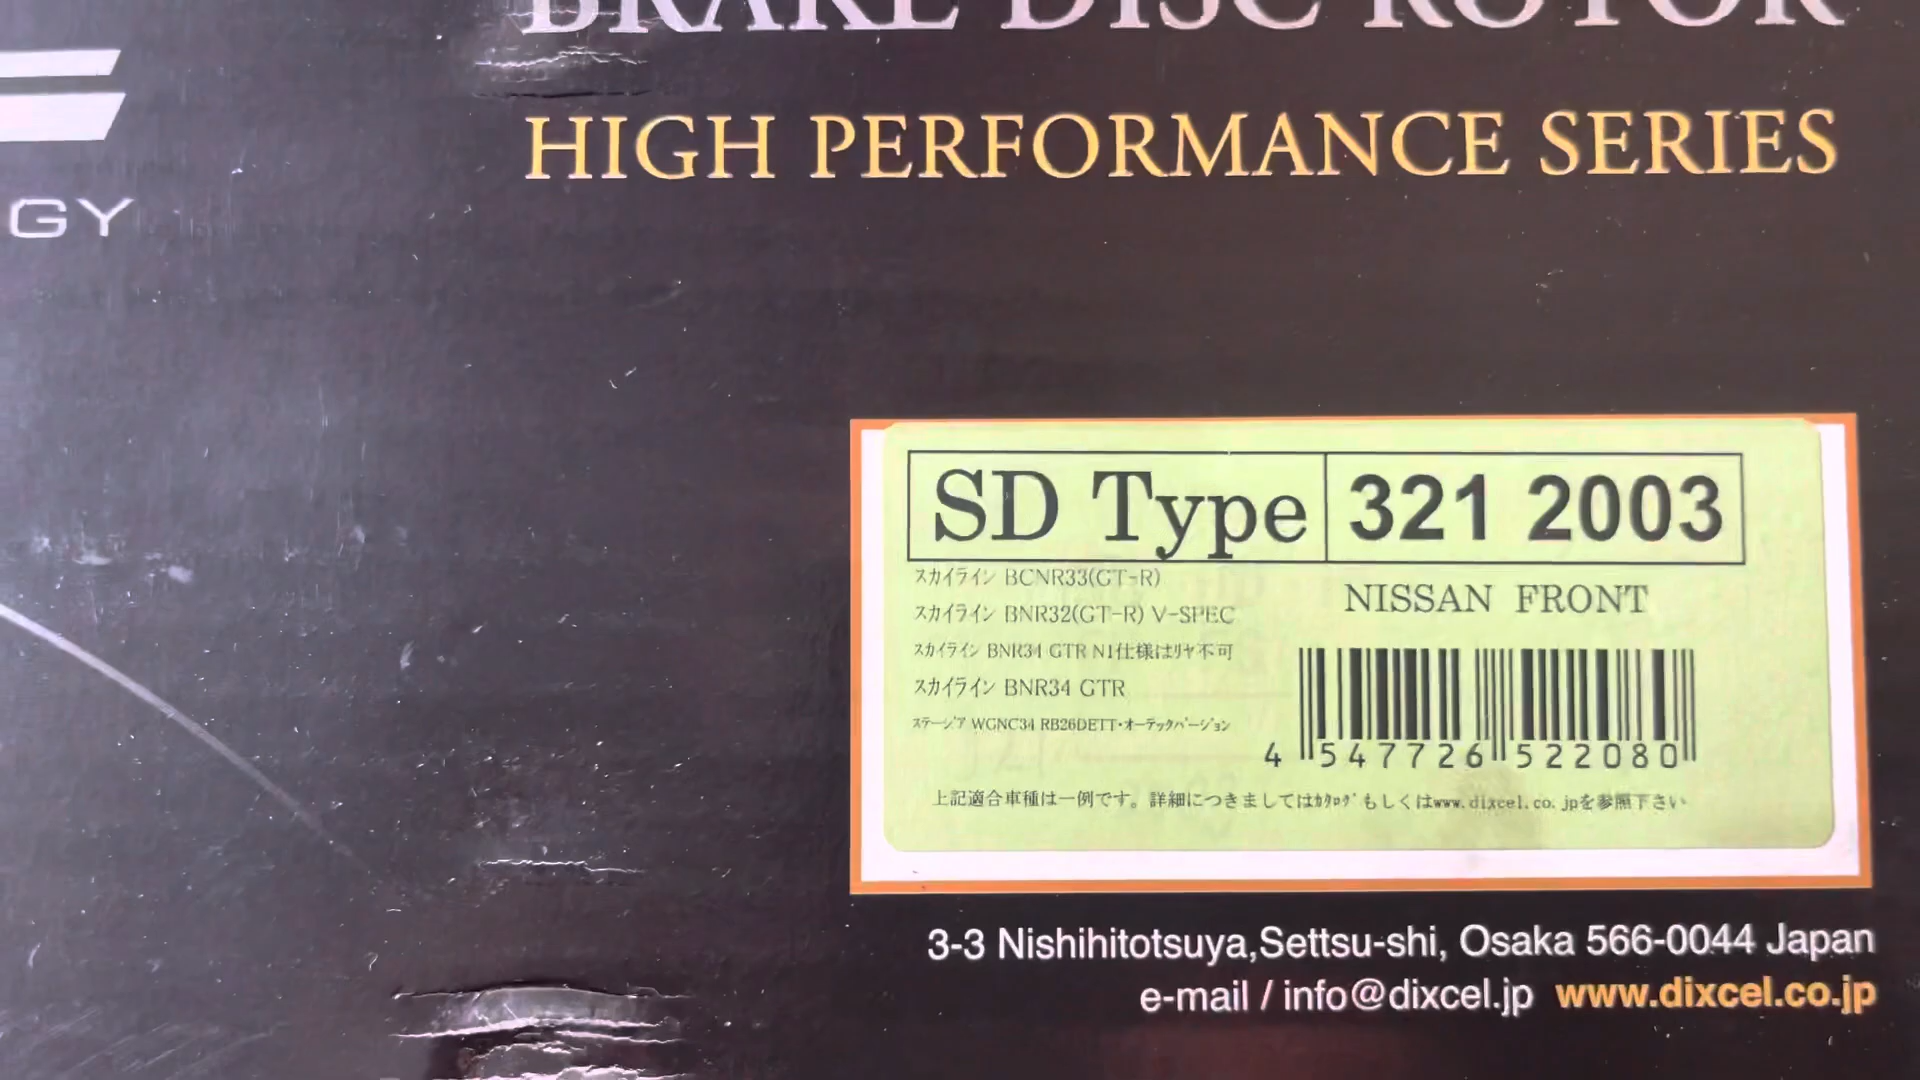 BRAKE DISC ROTOR
HIGH PERFORMANCE SERIES
GY
SD Type 321 2003
スカイライン BCNR33(GT-R)
NISSAN FRONT
スカイライン BNR32(GT-R) V-SPEC
スカイライン BNR34 GTR N1仕様はリヤ不可
スカイライン BNR34 GTR
ステージア WGNC34 RB26DETT・オーテックバージョン
4 547726 522080
上記適合車種は一例です。詳細につきましてはカタログもしくはwww.dixcel.co.jpを参照下さい
3-3 Nishihitotsuya,Settsu-shi, Osaka 566-0044 Japan
e-mail / info@dixcel.jp www.dixcel.co.jp